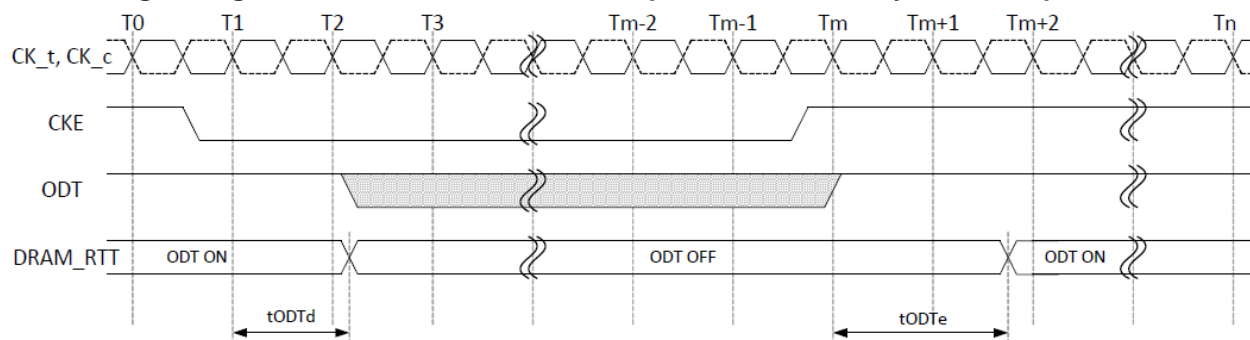 T0 T1 T2 T3 Tm-2 Tm-1 Tm Tm+1 Tm+2 Tn
CK_t, CK_c
CKE
ODT
DRAM_RTT ODT ON ODT OFF ODT ON
tODTd tODTe